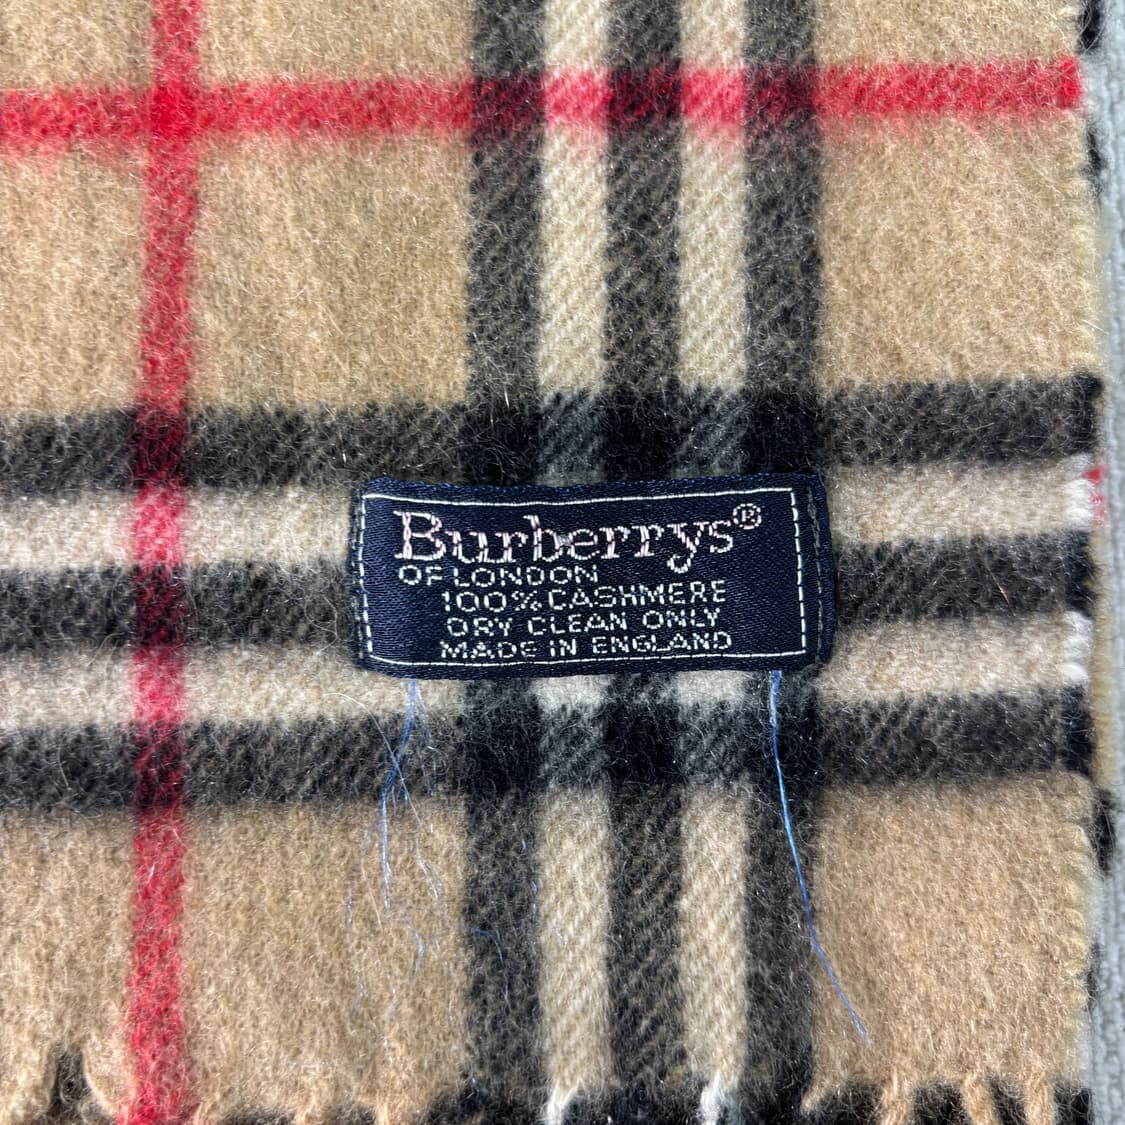 Burberrys®
OF LONDON
100% CASHMERE
DRY CLEAN ONLY
MADE IN ENGLAND